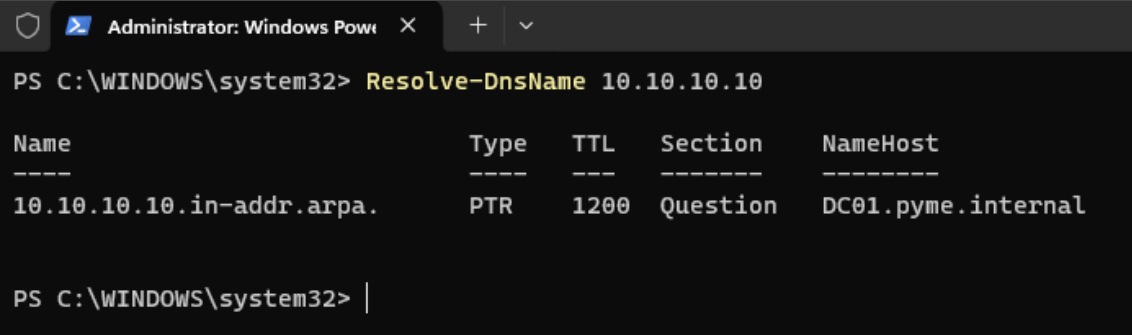 Administrator: Windows Powe
PS C:\WINDOWS\system32> Resolve-DnsName 10.10.10.10
Name Type TTL Section NameHost
---- ---- --- ------- --------
10.10.10.10.in-addr.arpa. PTR 1200 Question DC01.pyme.internal
PS C:\WINDOWS\system32>